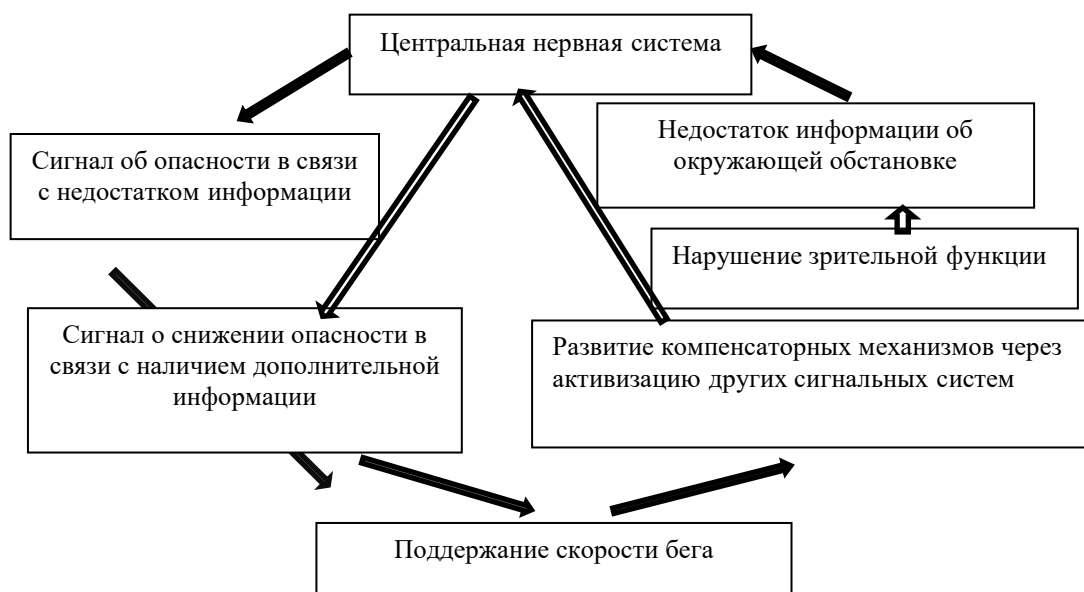 Центральная нервная система
Недостаток информации об
окружающей обстановке
Сигнал об опасности в связи
с недостатком информации
Нарушение зрительной функции
Сигнал о снижении опасности в
связи с наличием дополнительной
информации
Развитие компенсаторных механизмов через
активизацию других сигнальных систем
Поддержание скорости бега